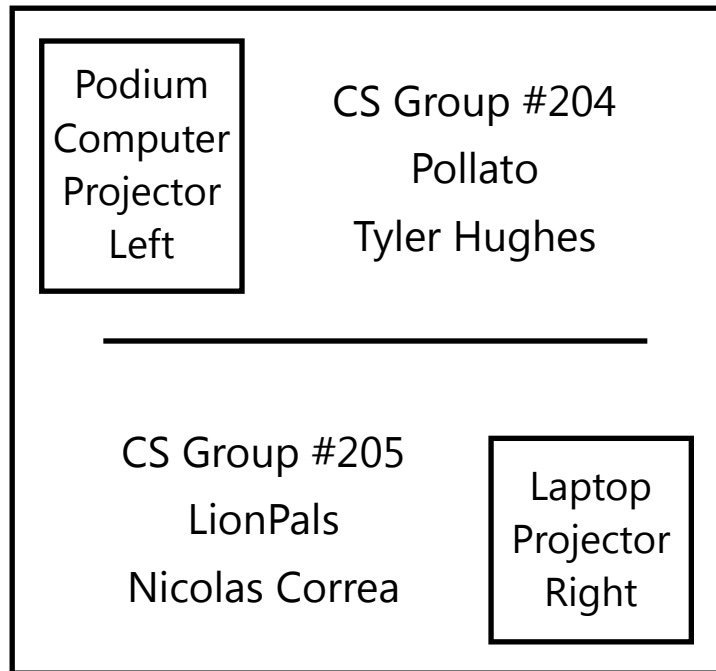 Podium
Computer
Projector
Left
CS Group #204
Pollato
Tyler Hughes
CS Group #205
LionPals
Nicolas Correa
Laptop
Projector
Right